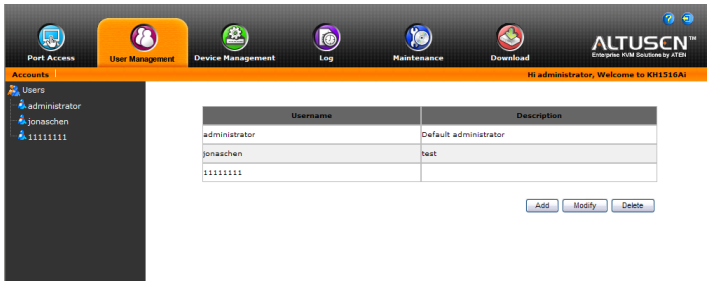 Port Access
User Management
Device Management
Log
Maintenance
Download
ALTUSEN™
Enterprise KVM Solutions by ATEN
Accounts
Hi administrator, Welcome to KH1516Ai
Users
administrator
jonaschen
11111111
Username Description
administrator Default administrator
jonaschen test
11111111
Add Modify Delete